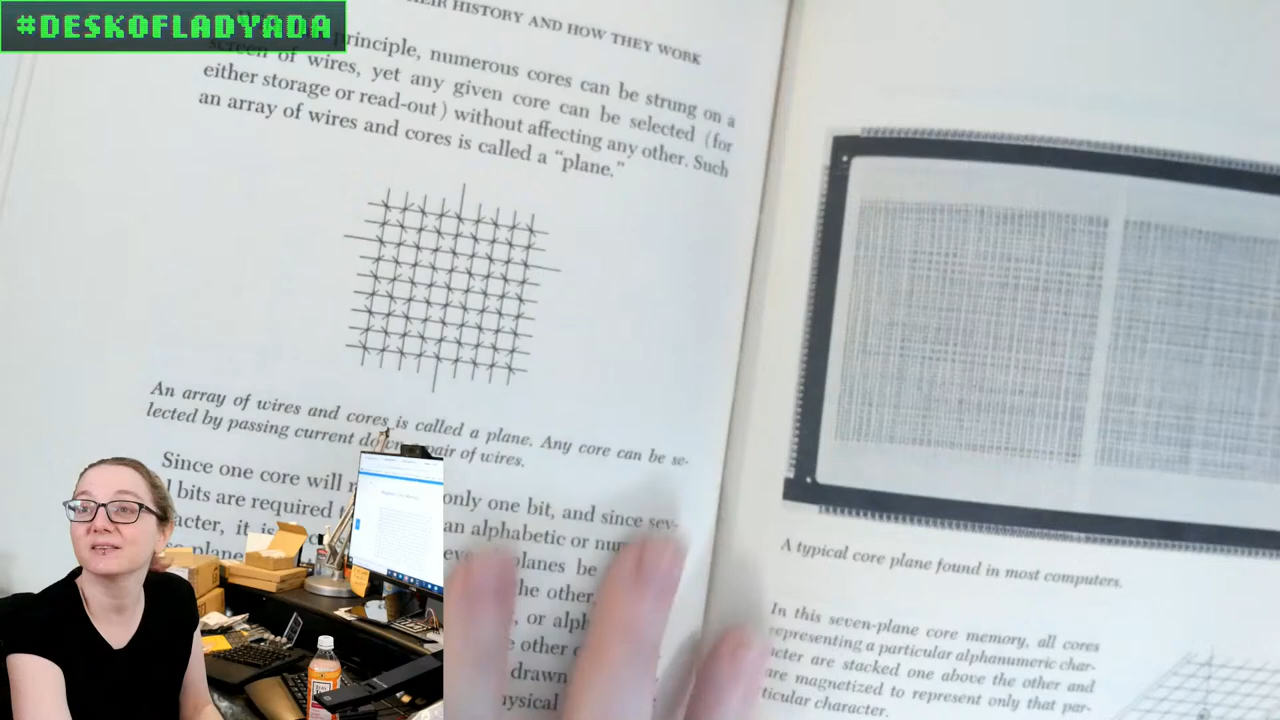 #DESKOFLADYADA
HISTORY AND HOW THEY WORK
principle, numerous cores can be strung on a
screen of wires, yet any given core can be selected (for
either storage or read-out) without affecting any other. Such
an array of wires and cores is called a “plane.”
An array of wires and cores is called a plane. Any core can be se-
lected by passing current down pair of wires.
Since one core will only one bit, and since sev-
bits are required an alphabetic or
it is planes be
plane the other,
or
other
drawn
A typical core plane found in most computers.
In this seven-plane core memory, all cores
representing a particular alphanumeric char-
acter are stacked one above the other and
are magnetized to represent only that par-
ticular character.